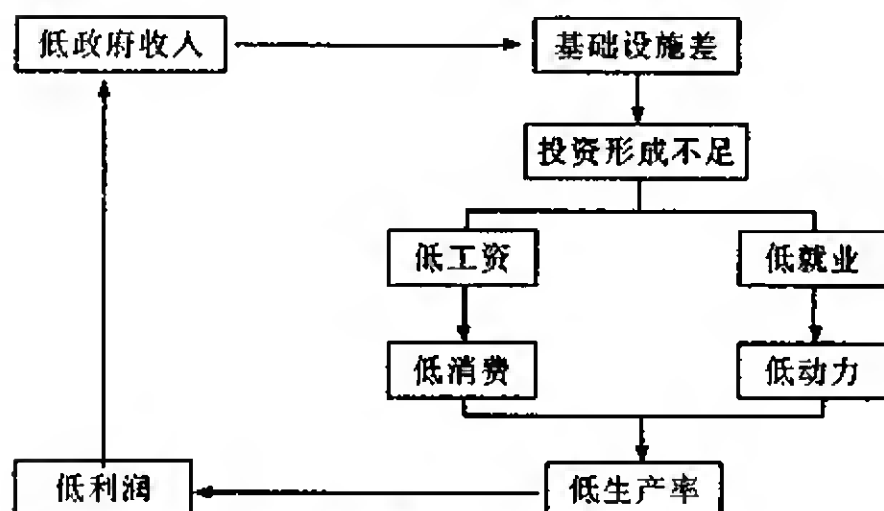 低政府收入
基础设施差
投资形成不足
低工资
低就业
低消费
低动力
低利润
低生产率